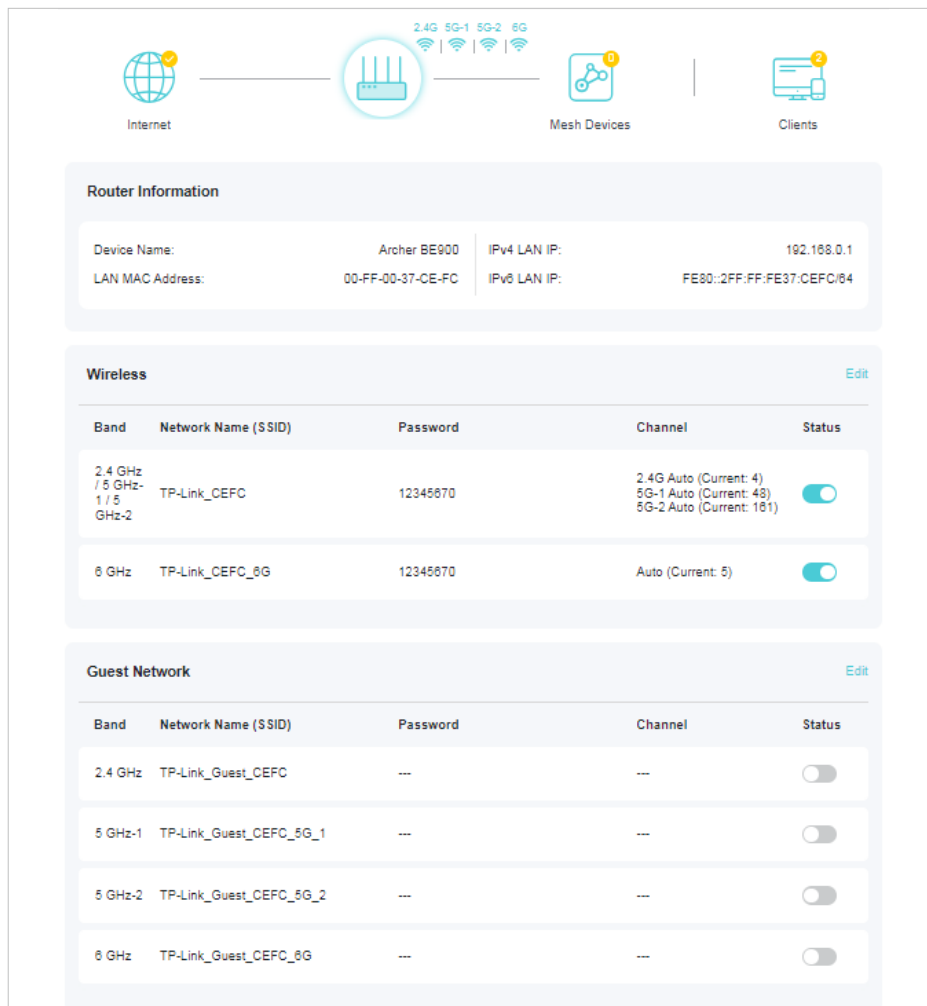 2.4G 5G-1 5G-2 6G
0
2
Internet
Mesh Devices
Clients
Router Information
Device Name: Archer BE900 IPv4 LAN IP: 192.168.0.1
LAN MAC Address: 00-FF-00-37-CE-FC IPv6 LAN IP: FE80::2FF:FF:FE37:CEFC/64
Wireless Edit
Band Network Name (SSID) Password Channel Status
2.4 GHz
/ 5 GHz-
1 / 5
GHz-2
TP-Link_CEFC
12345670
2.4G Auto (Current: 4)
5G-1 Auto (Current: 48)
5G-2 Auto (Current: 161)
6 GHz TP-Link_CEFC_6G 12345670 Auto (Current: 5)
Guest Network Edit
Band Network Name (SSID) Password Channel Status
2.4 GHz TP-Link_Guest_CEFC --- ---
5 GHz-1 TP-Link_Guest_CEFC_5G_1 --- ---
5 GHz-2 TP-Link_Guest_CEFC_5G_2 --- ---
6 GHz TP-Link_Guest_CEFC_6G --- ---